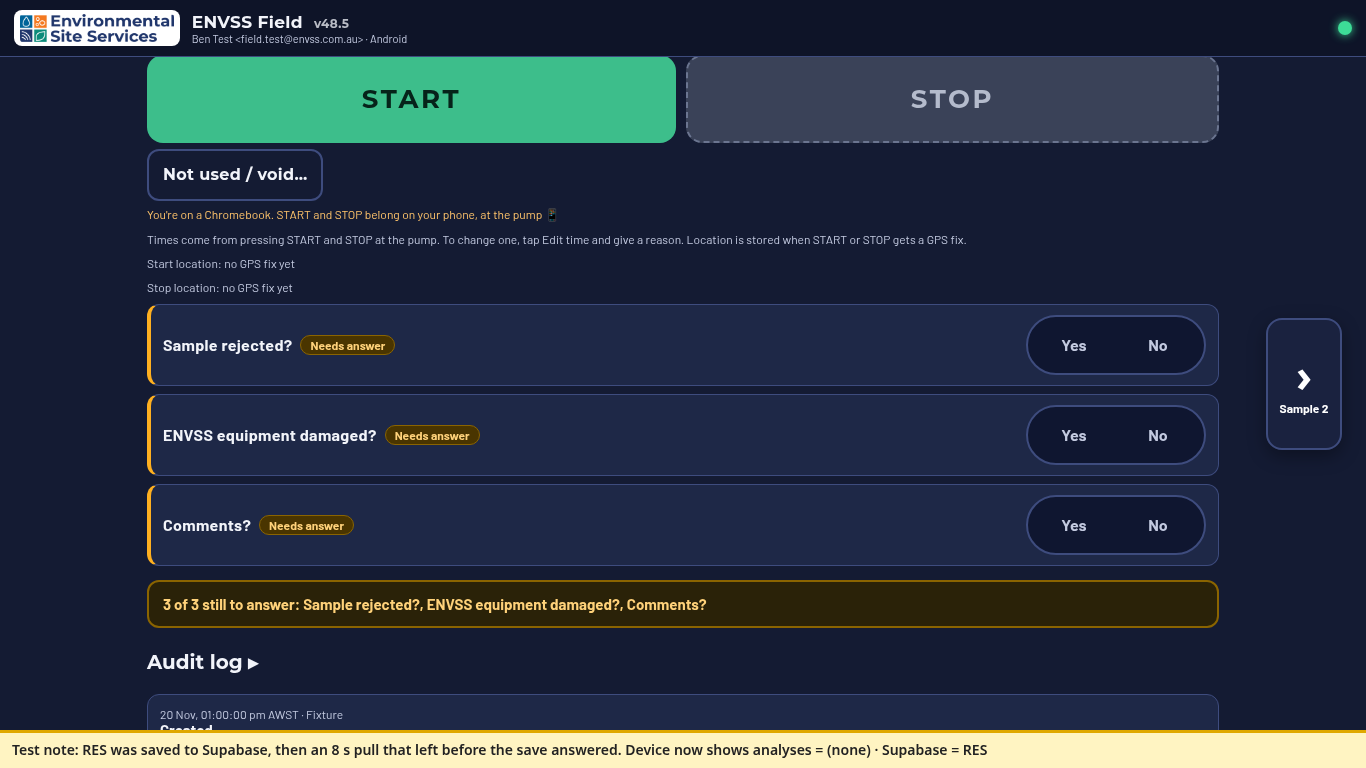 Environmental
Site Services
ENVSS Field v48.5
Ben Test <field.test@envss.com.au> · Android
START
STOP
Not used / void...
You're on a Chromebook. START and STOP belong on your phone, at the pump
Times come from pressing START and STOP at the pump. To change one, tap Edit time and give a reason. Location is stored when START or STOP gets a GPS fix.
Start location: no GPS fix yet
Stop location: no GPS fix yet
Sample rejected? Needs answer Yes No
Sample 2
ENVSS equipment damaged? Needs answer Yes No
Comments? Needs answer Yes No
3 of 3 still to answer: Sample rejected?, ENVSS equipment damaged?, Comments?
Audit log ▸
20 Nov, 01:00:00 pm AWST · Fixture
Created
Test note: RES was saved to Supabase, then an 8 s pull that left before the save answered. Device now shows analyses = (none) · Supabase = RES